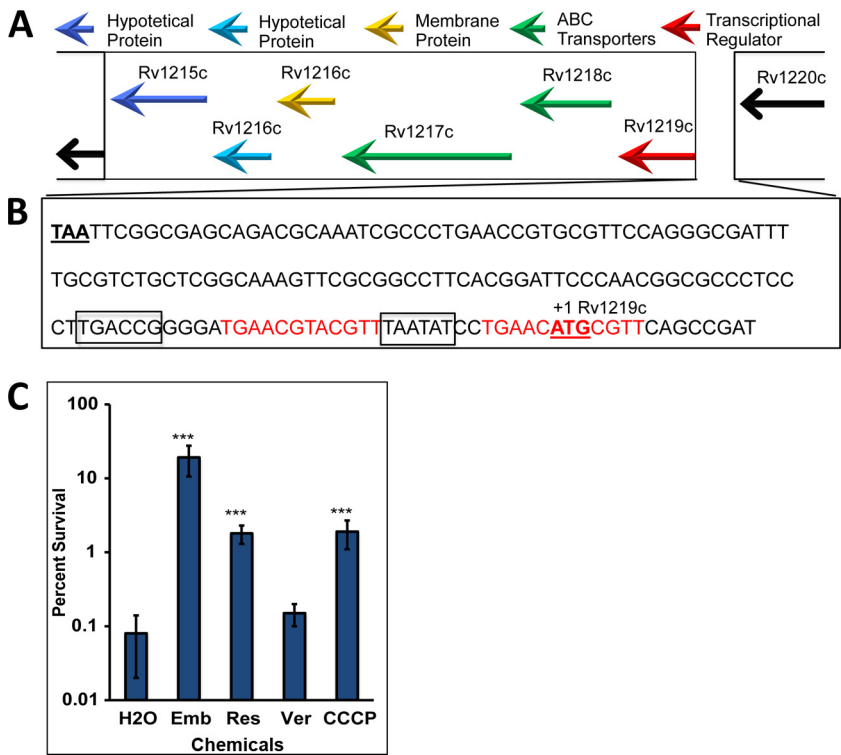 A
Hypotetical Protein
Hypotetical Protein
Membrane Protein
ABC Transporters
Transcriptional Regulator
Rv1215c
Rv1216c
Rv1218c
Rv1220c
Rv1216c
Rv1217c
Rv1219c
B
TAATTCGGCGAGCAGACGCAAATCGCCCTGAACCGTGCGTTCCAGGGCGATTT
TGCGTCTGCTCGGCAAAGTTCGCGGCCTTCACGGATTCCCAACGGCGCCCTCC
+1 Rv1219c
CTTGACCGGGGATGAACGTACGTTTAATATCCTGAACATGCGTTCAGCCGAT
C
Percent Survival
100
10
1
0.1
0.01
***
***
***
H2O Emb Res Ver CCCP
Chemicals